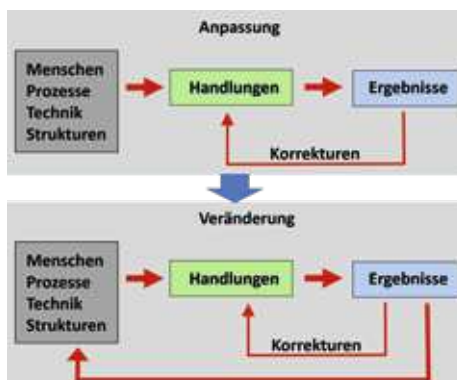 Anpassung
Menschen
Prozesse
Technik
Strukturen
Handlungen
Ergebnisse
Korrekturen
Veränderung
Menschen
Prozesse
Technik
Strukturen
Handlungen
Ergebnisse
Korrekturen